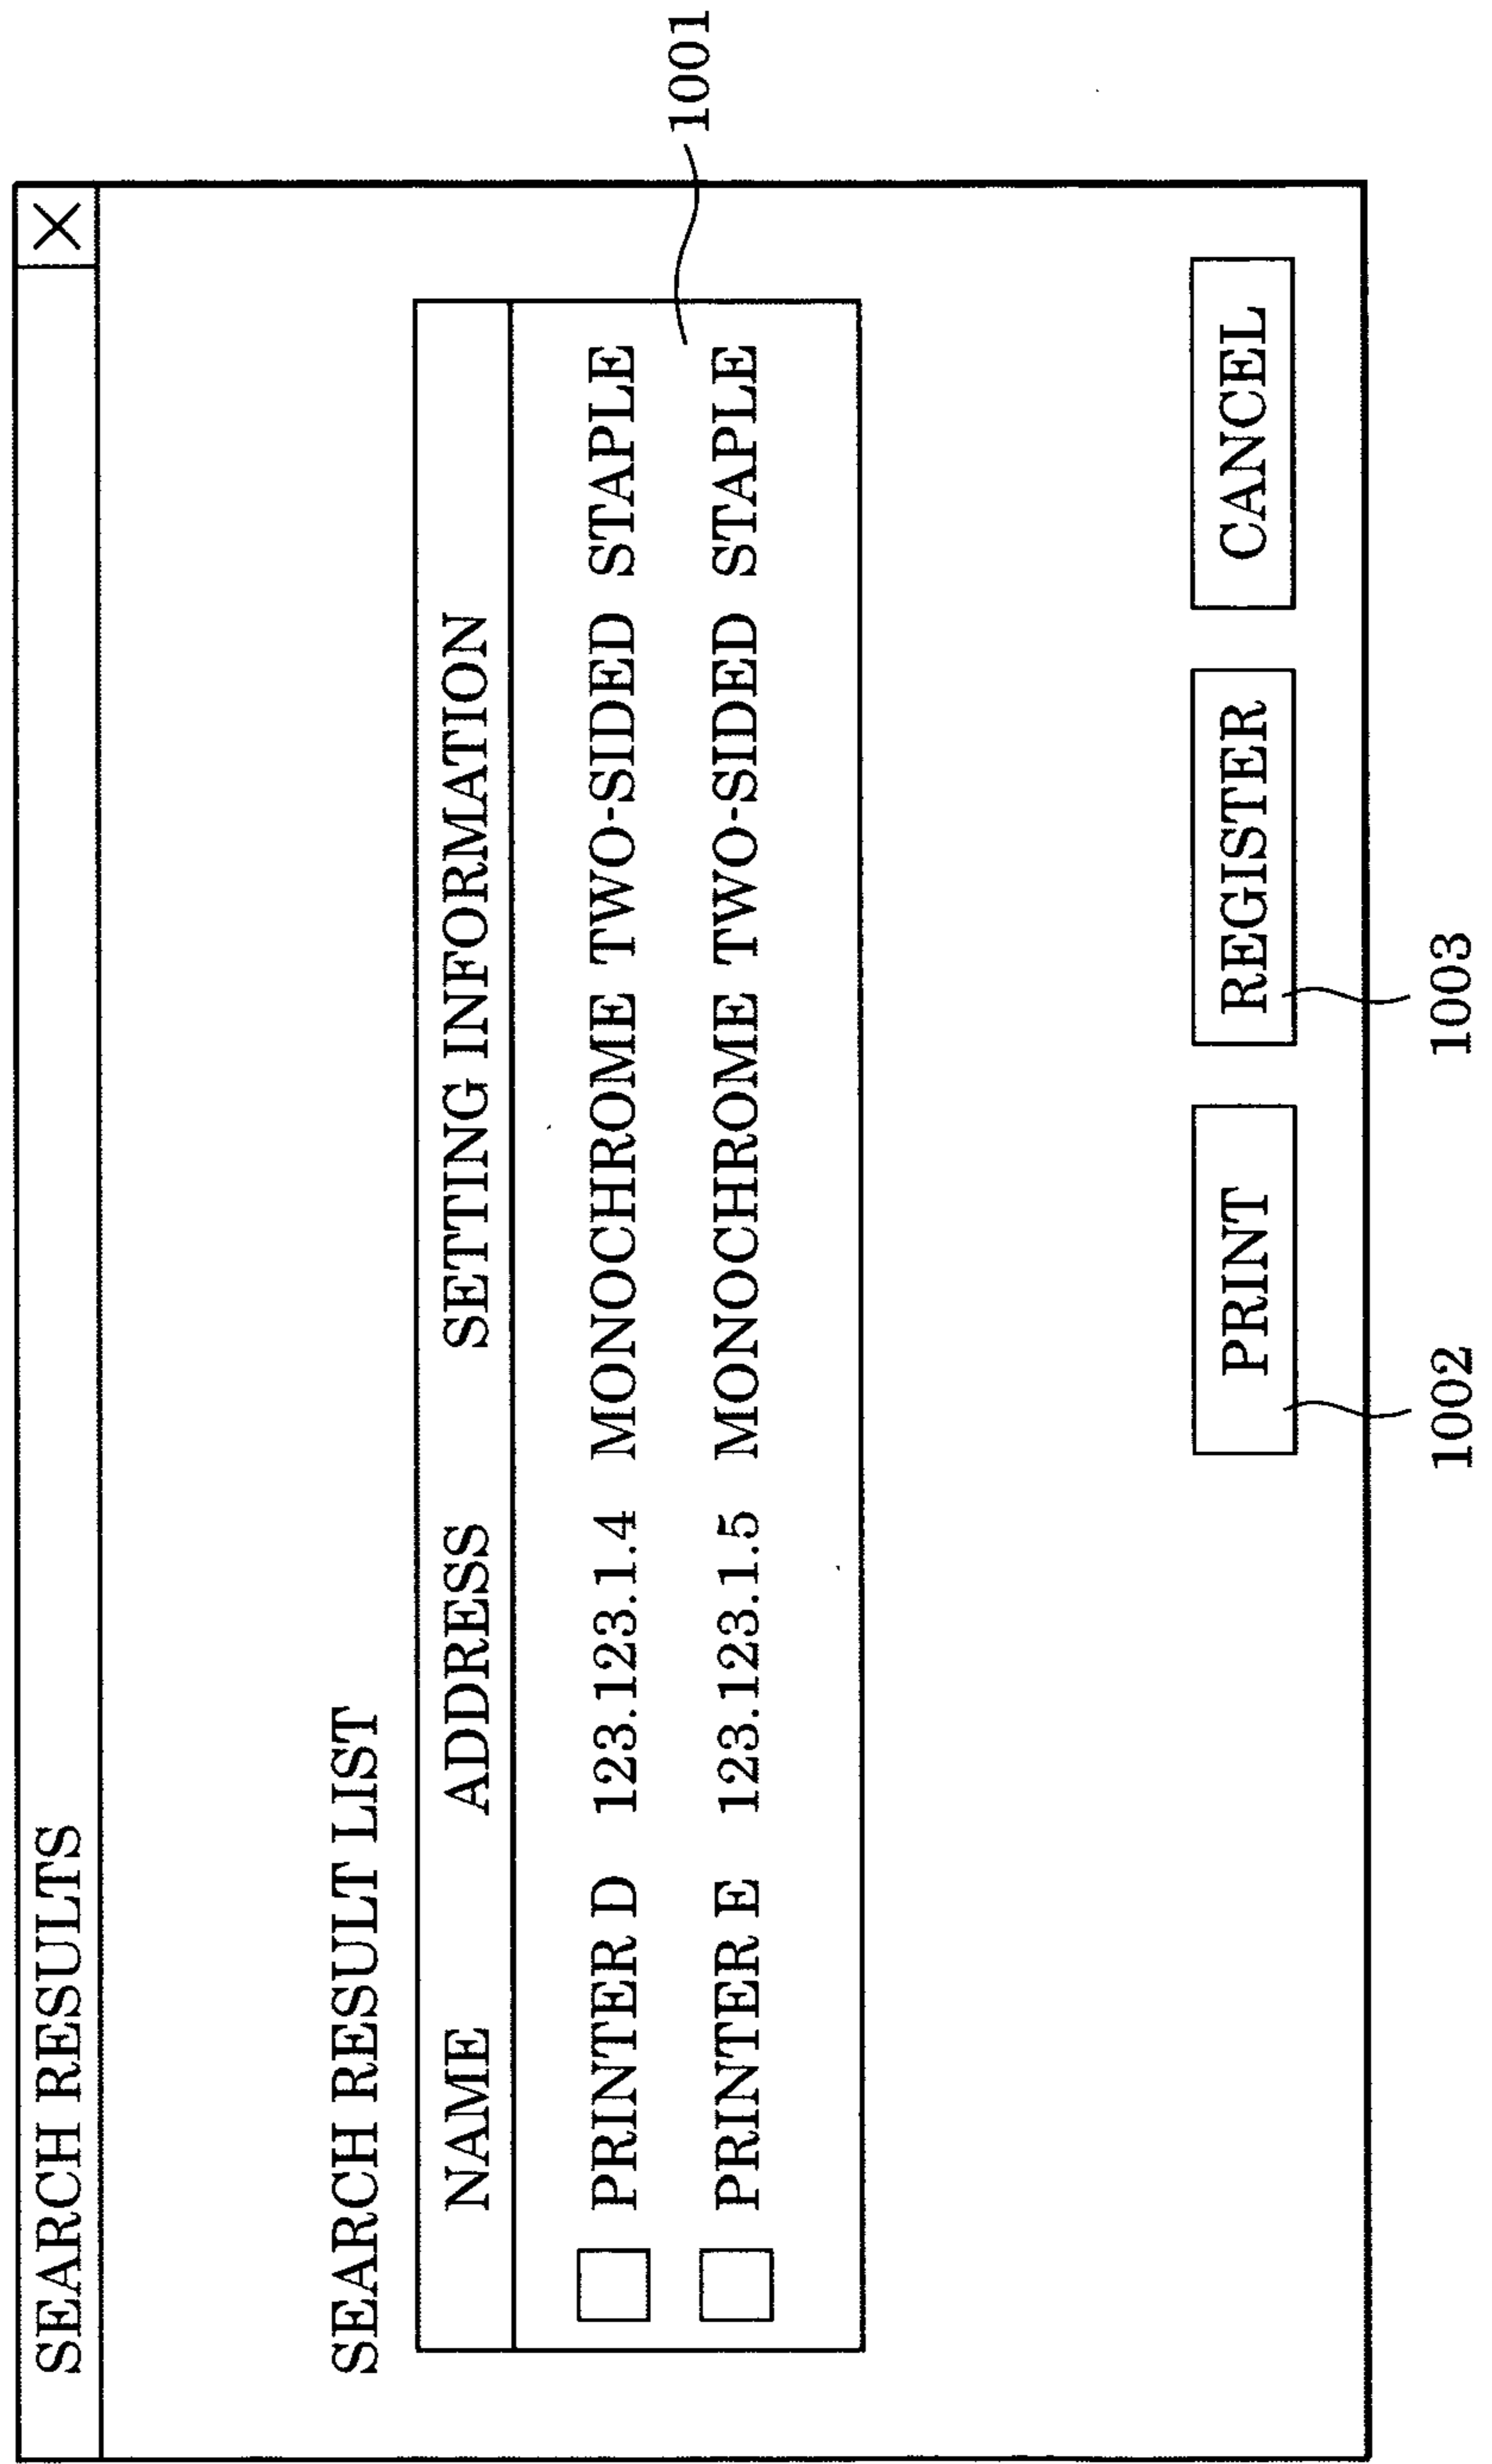 SEARCH RESULTS X
SEARCH RESULT LIST
NAME ADDRESS SETTING INFORMATION
PRINTER D 123.123.1.4 MONOCHROME TWO-SIDED STAPLE
1001
PRINTER E 123.123.1.5 MONOCHROME TWO-SIDED STAPLE
PRINT REGISTER CANCEL
1002 1003